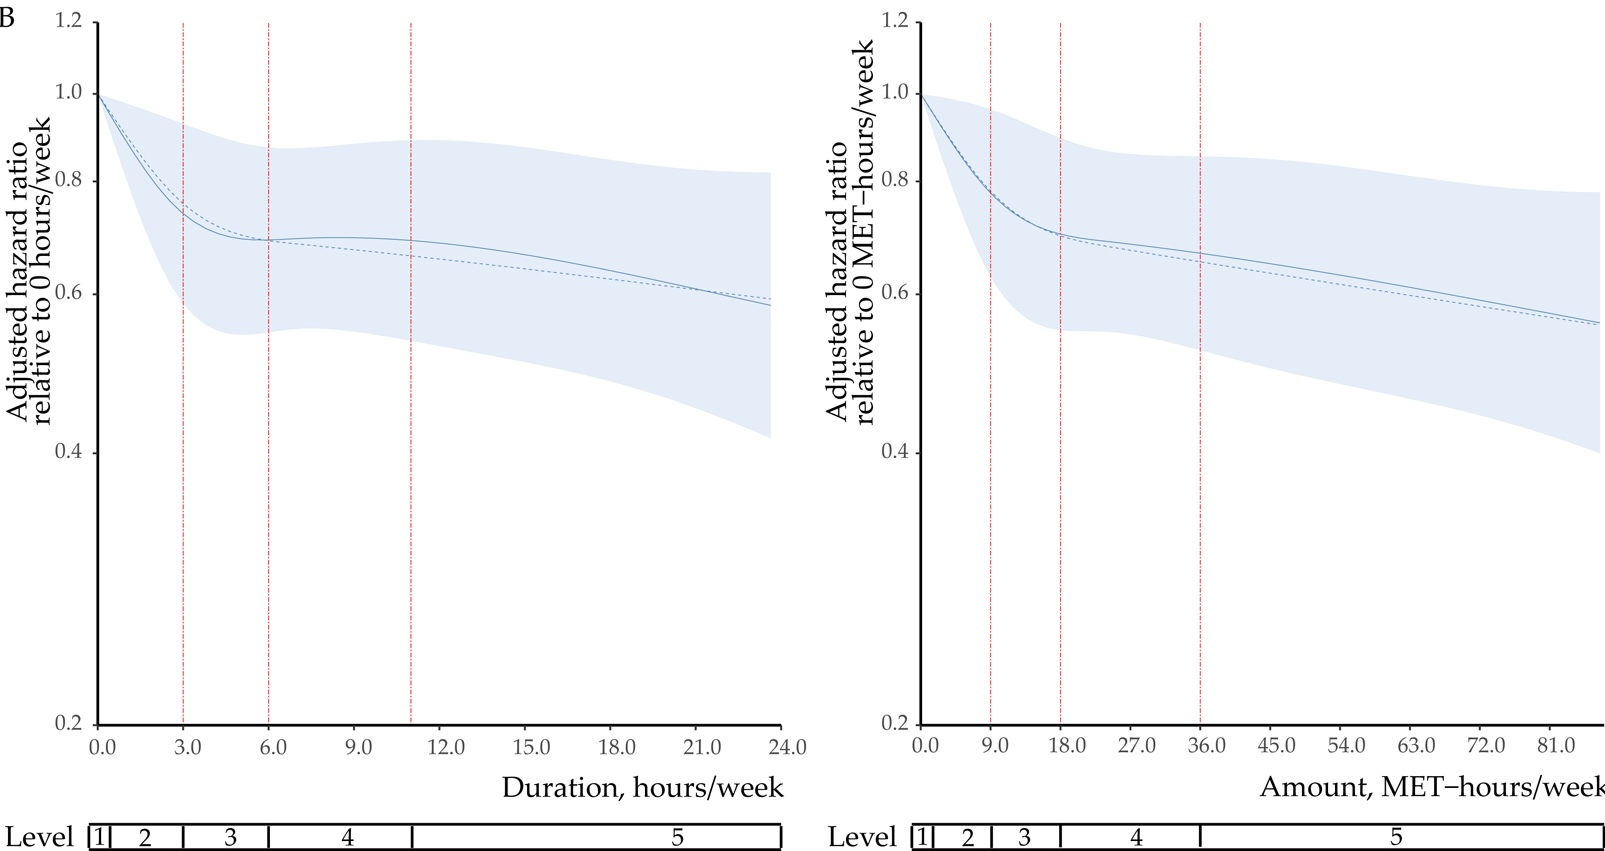 B
1.2
1.0
0.8
0.6
0.4
0.2
Adjusted hazard ratio
relative to 0 hours/week
0.0 3.0 6.0 9.0 12.0 15.0 18.0 21.0 24.0
Duration, hours/week
Level 1 2 3 4 5
1.2
1.0
0.8
0.6
0.4
0.2
Adjusted hazard ratio
relative to 0 MET−hours/week
0.0 9.0 18.0 27.0 36.0 45.0 54.0 63.0 72.0 81.0
Amount, MET−hours/week
Level 1 2 3 4 5